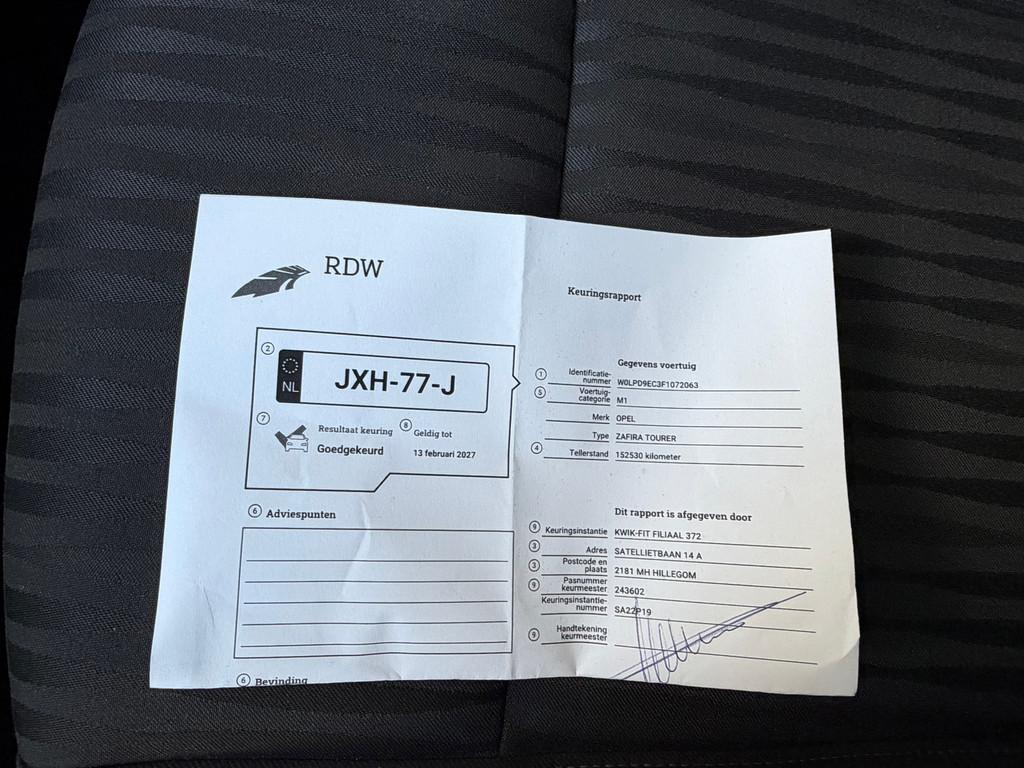 RDW
Keuringsrapport
2
NL
JXH-77-J
7
Resultaat keuring
Goedgekeurd
8
Geldig tot
13 februari 2027
6 Adviespunten
6 Bevinding
Gegevens voertuig
1 Identificatie-
nummer W0LPD9EC3F1072063
5 Voertuig-
categorie M1
Merk OPEL
Type ZAFIRA TOURER
4 Tellerstand 152530 kilometer
Dit rapport is afgegeven door
9 Keuringsinstantie KWIK-FIT FILIAAL 372
3 Adres SATELLIETBAAN 14 A
3 Postcode en
plaats 2181 MH HILLEGOM
9 Pasnummer
keurmeester 243602
Keuringsinstantie-
nummer SA22P19
9 Handtekening
keurmeester